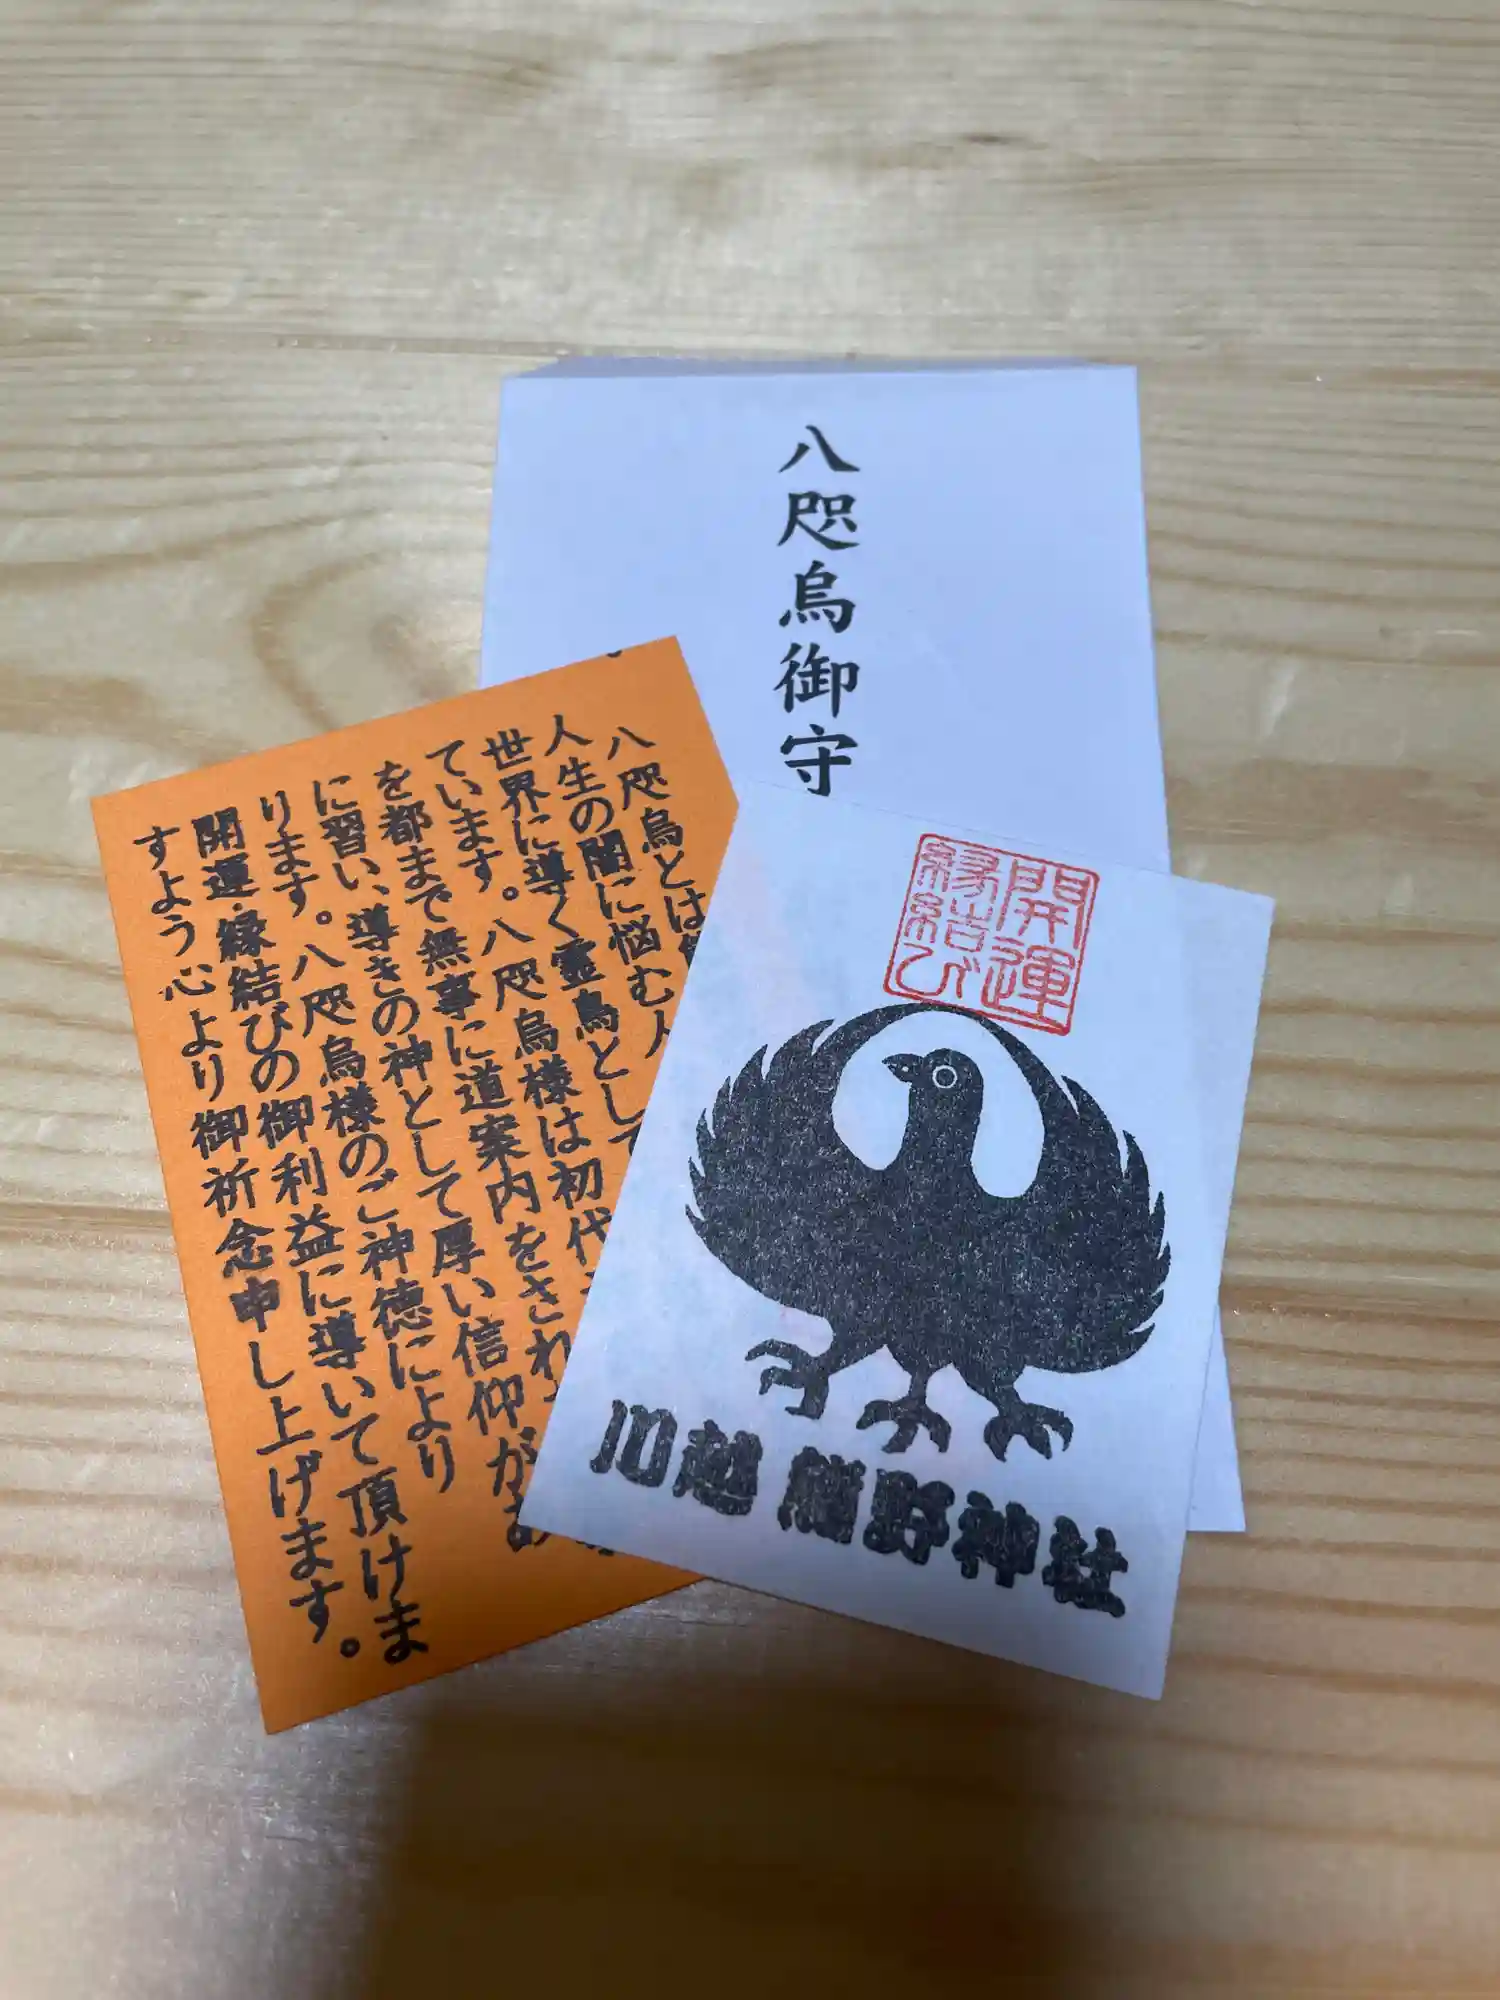 八咫烏御守
開運
縁結び
川越 熊野神社
八咫烏とは
人生の闇に悩む人
世界に導く霊鳥として
ています。八咫烏様は初代
を都まで無事に道案内をされ
に習い、導きの神として厚い信仰があ
ります。八咫烏様のご神徳により
開運・縁結びの御利益に導いて頂けま
すよう心より御祈念申し上げます。